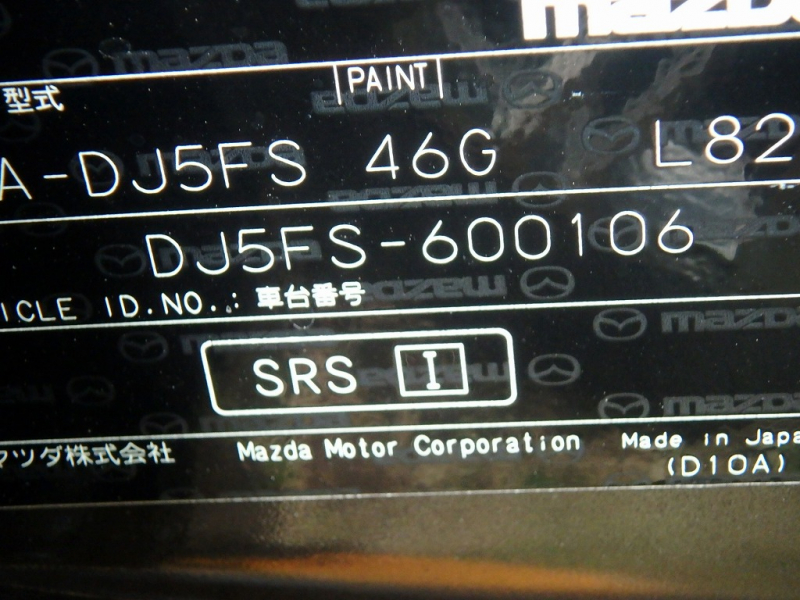 mazda
型式 PAINT
A-DJ5FS 46G L82
DJ5FS-600106
ICLE ID.NO.: 車台番号
SRS I
マツダ株式会社 Mazda Motor Corporation Made in Japa
(D10A)